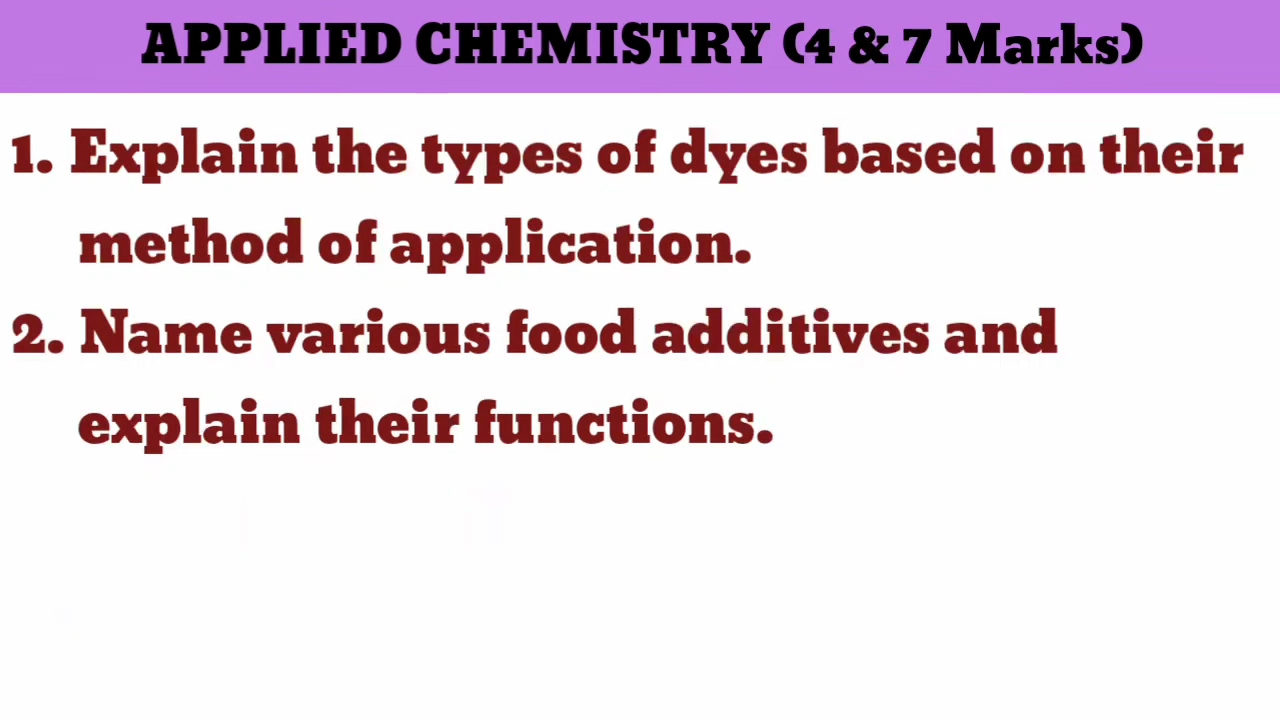 APPLIED CHEMISTRY (4 & 7 Marks)
1. Explain the types of dyes based on their
method of application.
2. Name various food additives and
explain their functions.